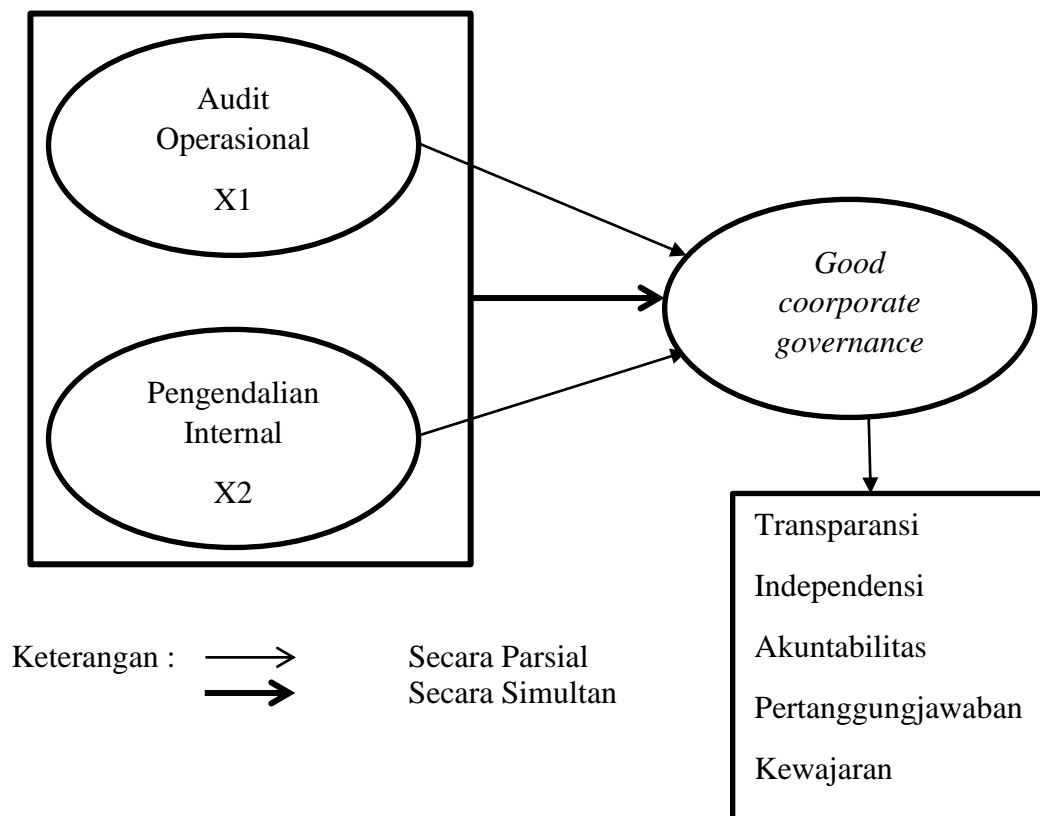 Audit
Operasional
X1
Pengendalian
Internal
X2
Good
coorporate
governance
Transparansi
Independensi
Akuntabilitas
Pertanggungjawaban
Kewajaran
Keterangan :
Secara Parsial
Secara Simultan